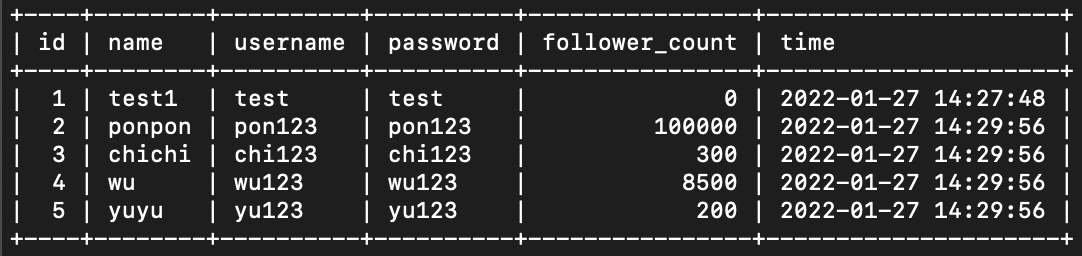 +----+--------+----------+----------+----------------+---------------------+
| id | name   | username | password | follower_count | time                |
+----+--------+----------+----------+----------------+---------------------+
|  1 | test1  | test     | test     |              0 | 2022-01-27 14:27:48 |
|  2 | ponpon | pon123   | pon123   |         100000 | 2022-01-27 14:29:56 |
|  3 | chichi | chi123   | chi123   |            300 | 2022-01-27 14:29:56 |
|  4 | wu     | wu123    | wu123    |           8500 | 2022-01-27 14:29:56 |
|  5 | yuyu   | yu123    | yu123    |            200 | 2022-01-27 14:29:56 |
+----+--------+----------+----------+----------------+---------------------+